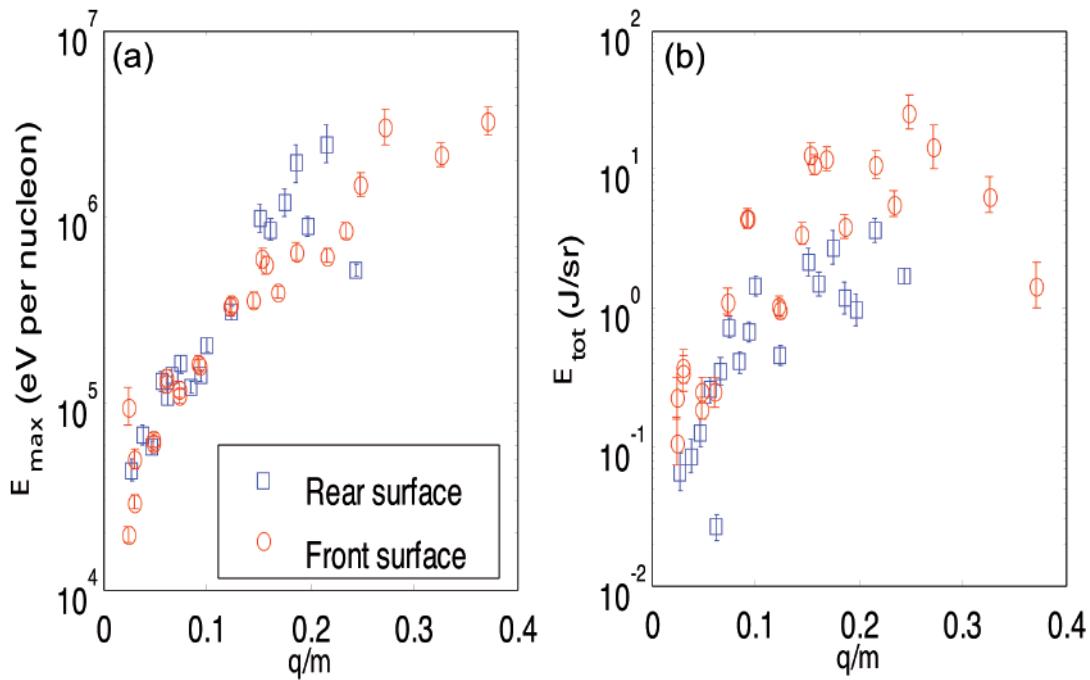 (a)
E_max (eV per nucleon)
10^7
10^6
10^5
10^4
0 0.1 0.2 0.3 0.4
q/m
Rear surface
Front surface
(b)
E_tot (J/sr)
10^2
10^1
10^0
10^-1
10^-2
0 0.1 0.2 0.3 0.4
q/m